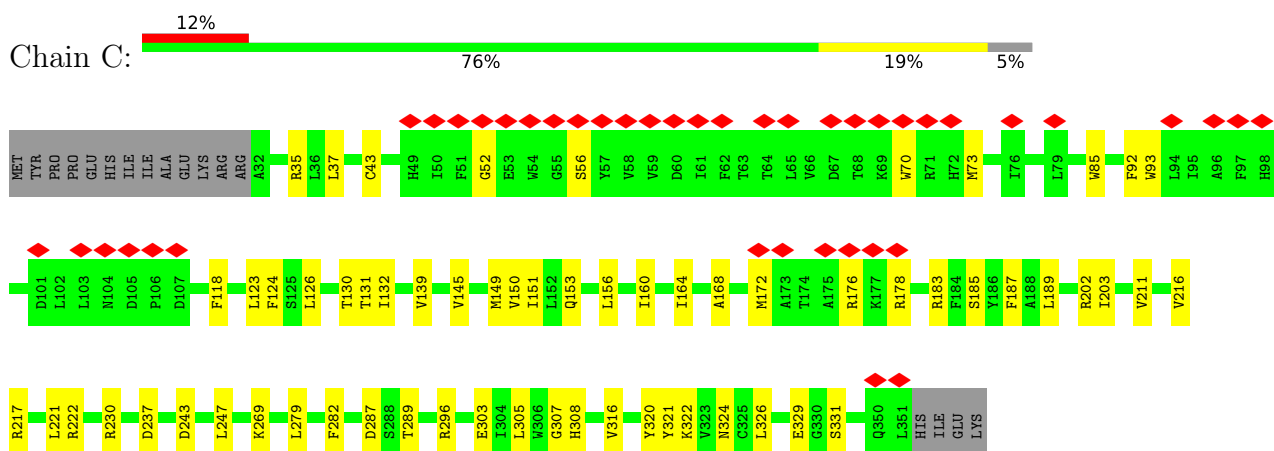 12%
Chain C:
76% 19% 5%
MET TYR PRO PRO GLU HIS ILE ILE ALA GLU LYS ARG ARG A32 R35 L36 L37 C43 H49 I50 F51 G52 E53 W54 G55 S56 Y57 V58 V59 D60 I61 F62 T63 T64 L65 V66 D67 T68 K69 W70 R71 H72 M73 I76 L79 W85 F92 W93 L94 I95 A96 F97 H98
D101 L102 L103 N104 D105 P106 D107 F118 L123 F124 S125 L126 T130 T131 I132 V139 V145 M149 V150 I151 L152 Q153 L156 I160 I164 A168 M172 A173 T174 A175 R176 K177 R178 R183 F184 S185 Y186 F187 A188 L189 R202 I203 V211 V216
R217 L221 R222 R230 D237 D243 L247 K269 L279 F282 D287 S288 T289 R296 E303 I304 L305 W306 G307 H308 V316 Y320 Y321 K322 V323 N324 C325 L326 E329 G330 S331 Q350 L351 HIS ILE GLU LYS